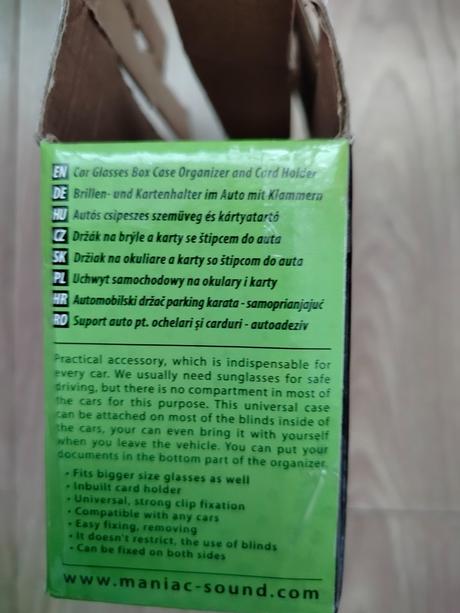 EN Car Glasses Box Case Organizer and Card Holder
DE Brillen- und Kartenhalter im Auto mit Klammern
HU Autós csipeszes szemüveg és kártyatartó
CZ Držák na brýle a karty se štipcem do auta
SK Držiak na okuliare a karty so štipcom do auta
PL Uchwyt samochodowy na okulary i karty
HR Automobilski držač parking karata - samoprianjajuć
RO Suport auto pt. ochelari și carduri - autoadeziv
Practical accessory, which is indispensable for
every car. We usually need sunglasses for safe
driving, but there is no compartment in most of
the cars for this purpose. This universal case
can be attached on most of the blinds inside of
the cars, your can even bring it with yourself
when you leave the vehicle. You can put your
documents in the bottom part of the organizer.
• Fits bigger size glasses as well
• Inbuilt card holder
• Universal, strong clip fixation
• Compatible with any cars
• Easy fixing, removing
• It doesn't restrict, the use of blinds
• Can be fixed on both sides
www.maniac-sound.com